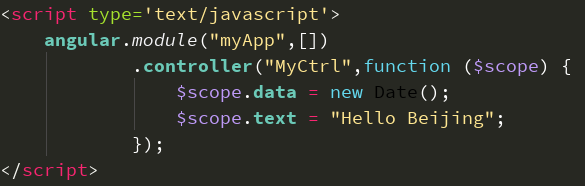 <script type='text/javascript'>
    angular.module("myApp",[])
            .controller("MyCtrl",function ($scope) {
                $scope.data = new Date();
                $scope.text = "Hello Beijing";
            });
</script>